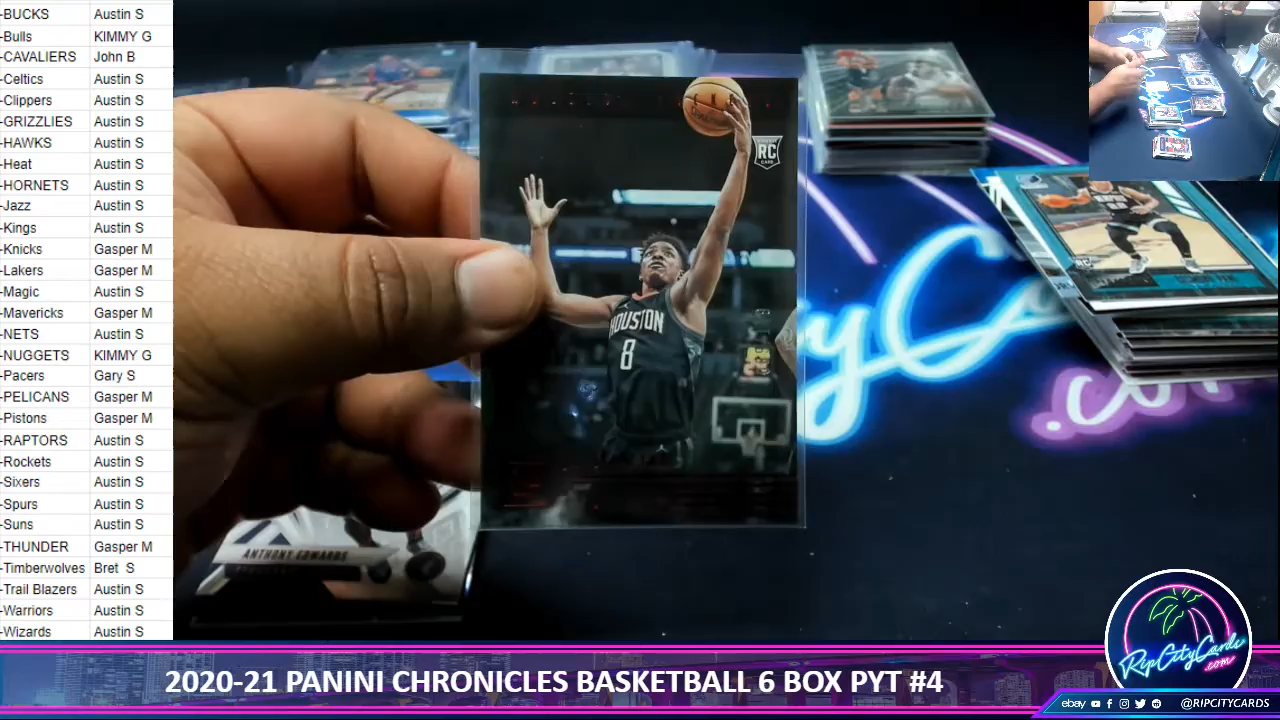 -BUCKS Austin S
-Bulls KIMMY G
-CAVALIERS John B
-Celtics Austin S
-Clippers Austin S
-GRIZZLIES Austin S
-HAWKS Austin S
-Heat Austin S
-HORNETS Austin S
-Jazz Austin S
-Kings Austin S
-Knicks Gasper M
-Lakers Gasper M
-Magic Austin S
-Mavericks Gasper M
-NETS Austin S
-NUGGETS KIMMY G
-Pacers Gary S
-PELICANS Gasper M
-Pistons Gasper M
-RAPTORS Austin S
-Rockets Austin S
-Sixers Austin S
-Spurs Austin S
-Suns Austin S
-THUNDER Gasper M
-Timberwolves Bret S
-Trail Blazers Austin S
-Warriors Austin S
-Wizards Austin S
RC
HOUSTON
8
ANTHONY EDWARDS
RipCityCards
.com
2020-21 PANINI CHRONICLES BASKETBALL 6 BOX PYT #4
ebay @RIPCITYCARDS